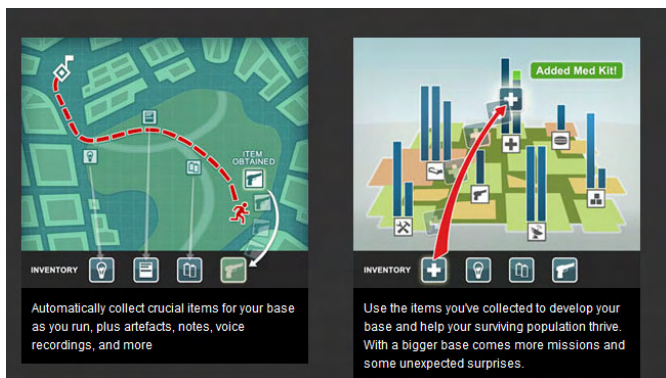 ITEM
OBTAINED
INVENTORY
Automatically collect crucial items for your base
as you run, plus artefacts, notes, voice
recordings, and more
Added Med Kit!
INVENTORY
Use the items you've collected to develop your
base and help your surviving population thrive.
With a bigger base comes more missions and
some unexpected surprises.